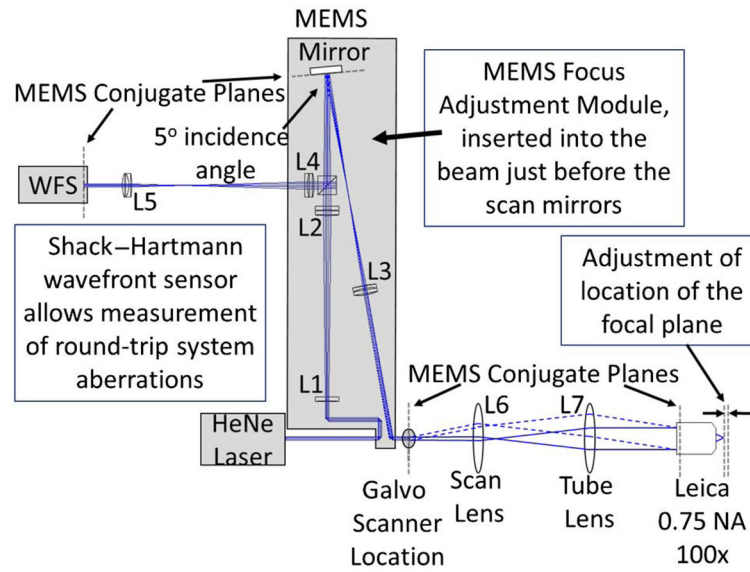 MEMS
Mirror
MEMS Conjugate Planes
5o incidence
angle
MEMS Focus
Adjustment Module,
inserted into the
beam just before the
scan mirrors
WFS
L5
L4
L2
L3
Shack–Hartmann
wavefront sensor
allows measurement
of round-trip system
aberrations
Adjustment of
location of the
focal plane
L1
MEMS Conjugate Planes
HeNe
Laser
L6
L7
Galvo
Scanner
Location
Scan
Lens
Tube
Lens
Leica
0.75 NA
100x